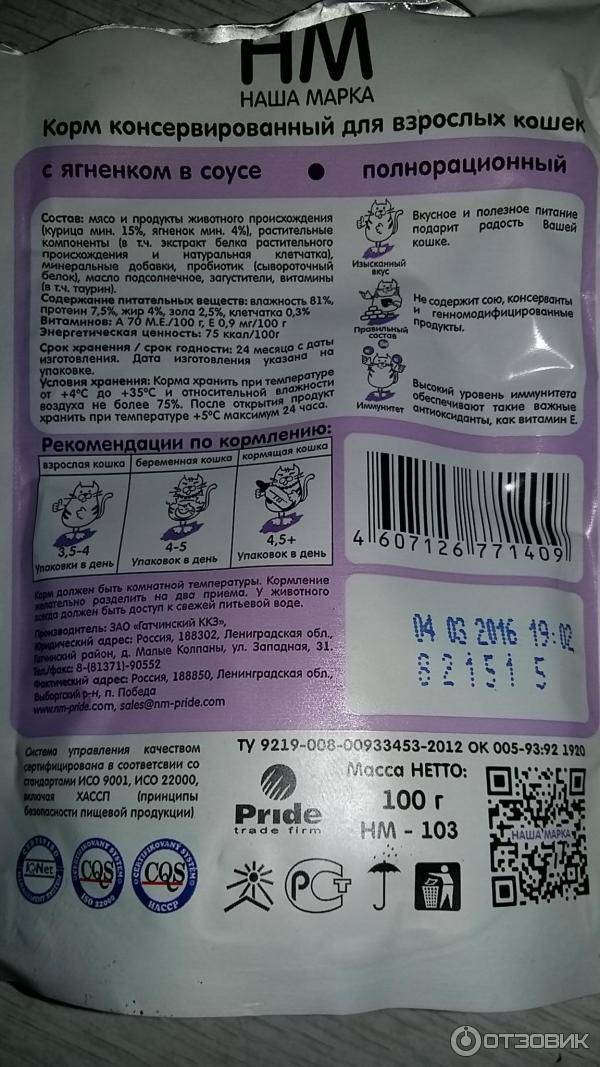 НМ
НАША МАРКА
Корм консервированный для взрослых кошек
с ягненком в соусе • полнорационный
Состав: мясо и продукты животного происхождения
(курица мин. 15%, ягненок мин. 4%), растительные
компоненты (в т.ч. экстракт белка растительного
происхождения и натуральная клетчатка),
минеральные добавки, пробиотик (сывороточный
белок), масло подсолнечное, загустители, витамины
(в т.ч. таурин).
Содержание питательных веществ: влажность 81%,
протеин 7,5%, жир 4%, зола 2,5%, клетчатка 0,3%
Витаминов: А 70 М.Е./100 г, Е 0,9 мг/100 г
Энергетическая ценность: 75 ккал/100г
Срок хранения / срок годности: 24 месяца с даты
изготовления. Дата изготовления указана на
упаковке.
Условия хранения: Корма хранить при температуре
от +4°С до +35°С и относительной влажности
воздуха не более 75%. После открытия продукт
хранить при температуре +5°С максимум 24 часа.
Изысканный
вкус
Вкусное и полезное питание
подарит радость Вашей
кошке.
Правильный
состав
Не содержит сою, консерванты
и генномодифицированные
продукты.
Иммунитет
Высокий уровень иммунитета
обеспечивают такие важные
антиоксиданты, как витамин Е.
Рекомендации по кормлению:
взрослая кошка беременная кошка кормящая кошка
3,5-4 4-5 4,5+
Упаковки в день Упаковок в день Упаковок в день
Корм должен быть комнатной температуры. Кормление
желательно разделить на два приема. У животного
всегда должен быть доступ к свежей питьевой воде.
Производитель: ЗАО «Гатчинский ККЗ»,
Юридический адрес: Россия, 188302, Ленинградская обл.,
Гатчинский район, д. Малые Колпаны, ул. Западная, 31.
Тел./факс: 8-(81371)-90552
Фактический адрес: Россия, 188850, Ленинградская обл.,
Выборгский р-н, п. Победа
www.nm-pride.com, sales@nm-pride.com
4 607126 771409
04 03 2016 19:02
821515
Система управления качеством
сертифицирована в соответсвии со
стандартами ИСО 9001, ИСО 22000,
включая ХАССП (принципы
безопасности пищевой продукции)
ТУ 9219-008-00933453-2012 ОК 005-93:92 1920
Pride
trade firm
Масса НЕТТО:
100 г
НМ - 103
НАША МАРКА
CERTIFIED
IQNet
MANAGEMENT SYSTEM
CERTIFIKOVANÝ SYSTÉM
CQS
ISO 22000
CERTIFIKOVANÝ SYSTÉM
CQS
HACCP
РСТ
ОТЗОВИК